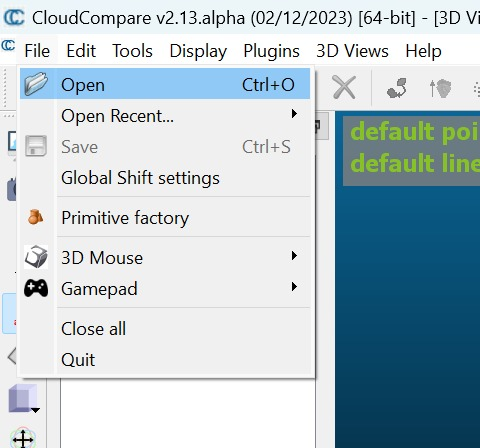 CloudCompare v2.13.alpha (02/12/2023) [64-bit] - [3D Vi
File Edit Tools Display Plugins 3D Views Help
Open Ctrl+O
Open Recent...
Save Ctrl+S
Global Shift settings
Primitive factory
3D Mouse
Gamepad
Close all
Quit
default poi
default line